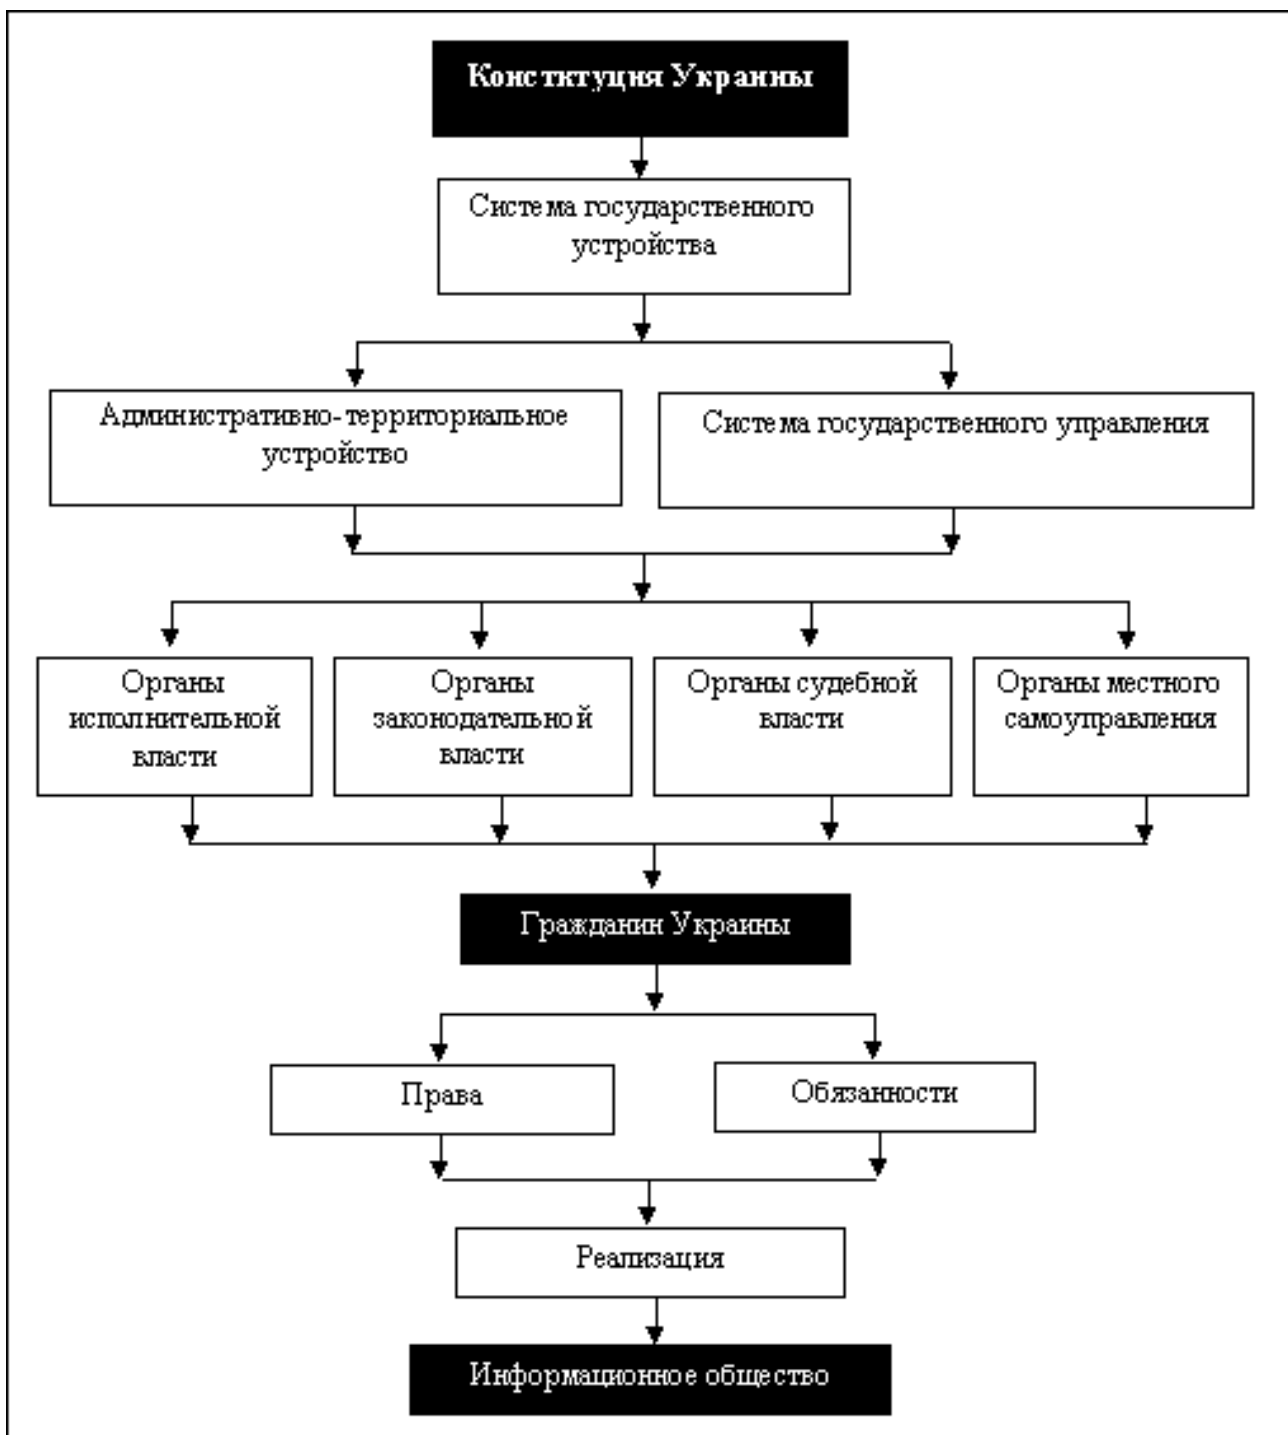 Конституция Украины
Система государственного
устройства
Административно-территориальное
устройство
Система государственного управления
Органы
исполнительной
власти
Органы
законодательной
власти
Органы судебной
власти
Органы местного
самоуправления
Гражданин Украины
Права
Обязанности
Реализация
Информационное общество